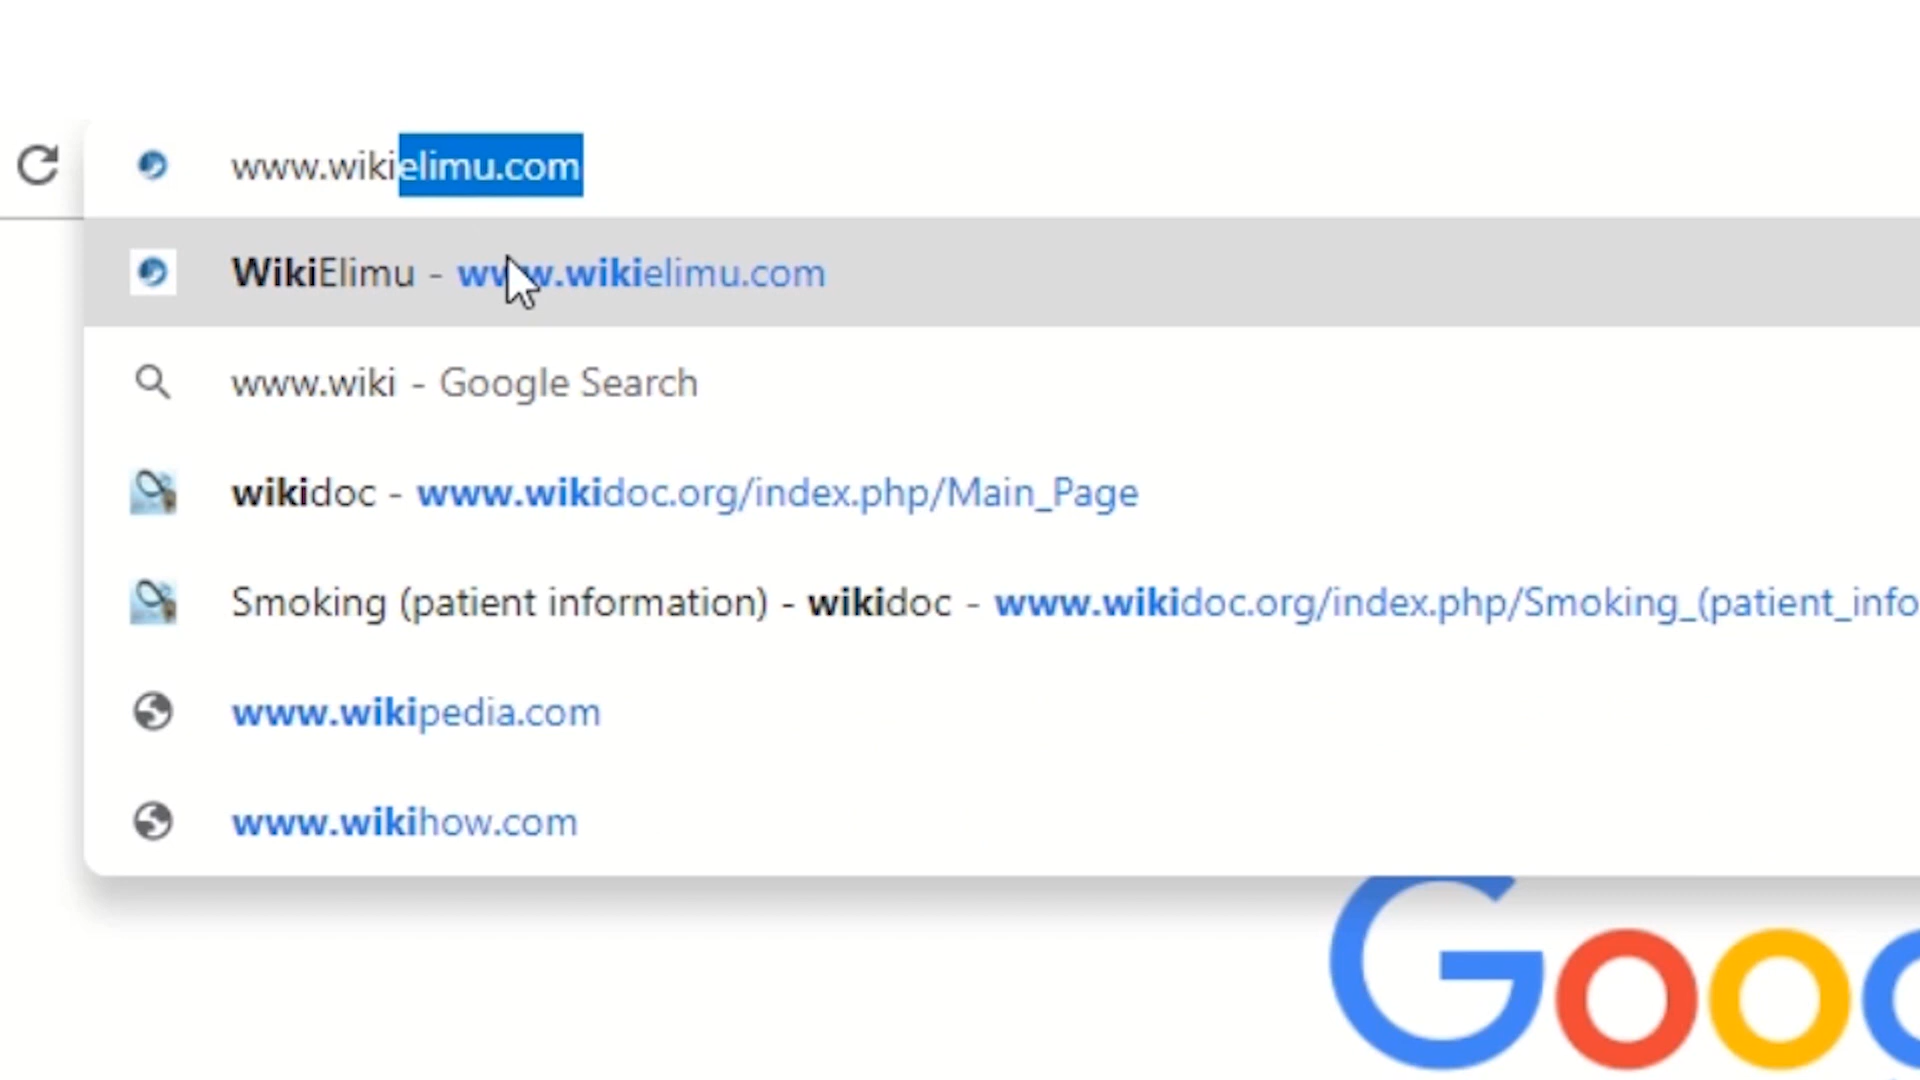 www.wikielimu.com
WikiElimu - www.wikielimu.com
www.wiki - Google Search
wikidoc - www.wikidoc.org/index.php/Main_Page
Smoking (patient information) - wikidoc - www.wikidoc.org/index.php/Smoking_(patient_info
www.wikipedia.com
www.wikihow.com
Goo